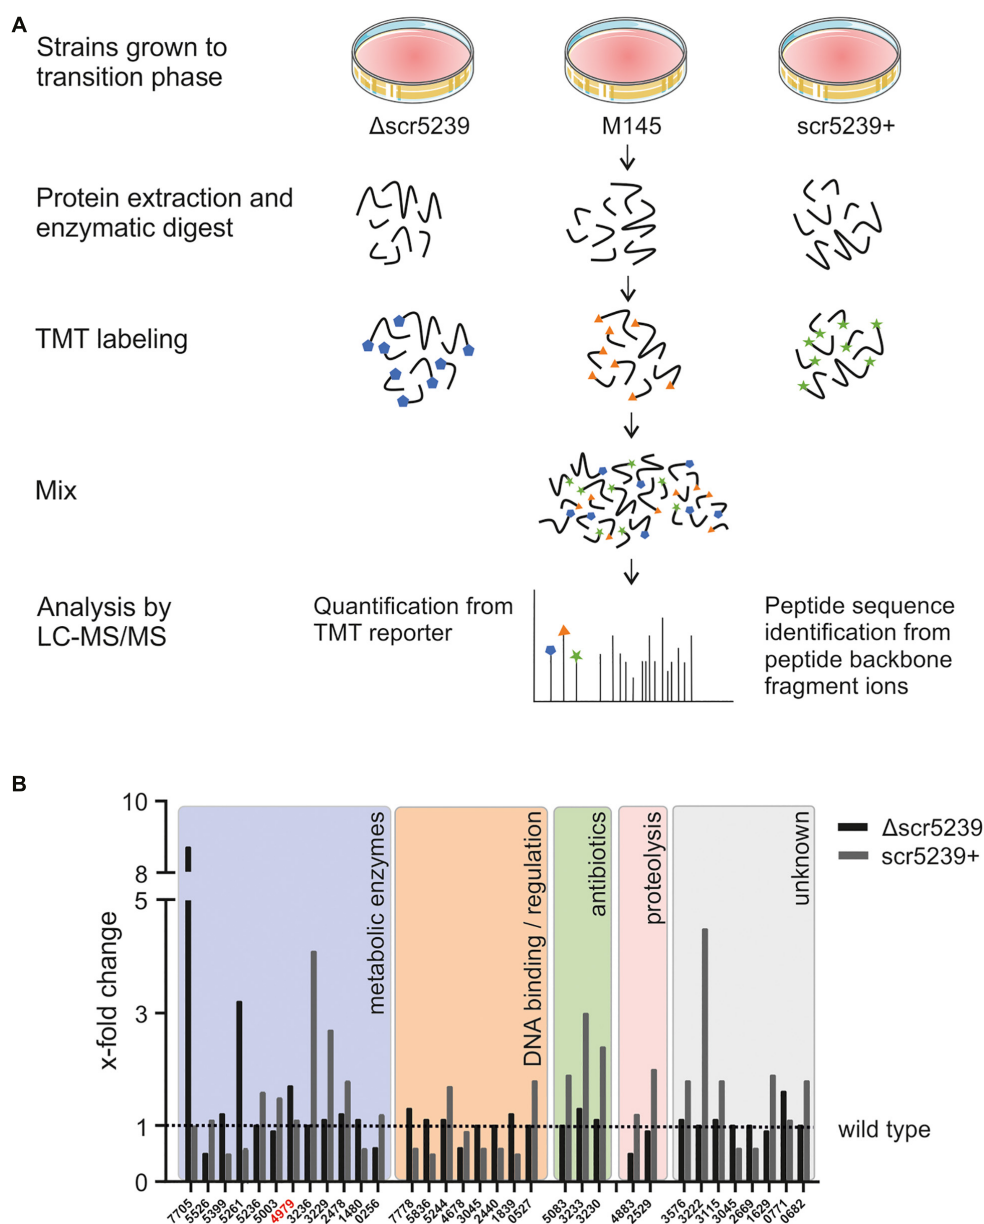 A
Strains grown to
transition phase
Δscr5239
M145
scr5239+
Protein extraction and
enzymatic digest
TMT labeling
Mix
Analysis by
LC-MS/MS
Quantification from
TMT reporter
Peptide sequence
identification from
peptide backbone
fragment ions
B
x-fold change
10
8
5
3
1
0
metabolic enzymes
DNA binding / regulation
antibiotics
proteolysis
unknown
Δscr5239
scr5239+
wild type
7705 5526 5399 5261 5236 5003 4979 3236 3229 2478 1480 0256 7778 5836 5244 4678 3045 2440 1839 0527 5083 3233 3230 4883 2529 3576 3222 3115 3045 2669 1629 0771 0682